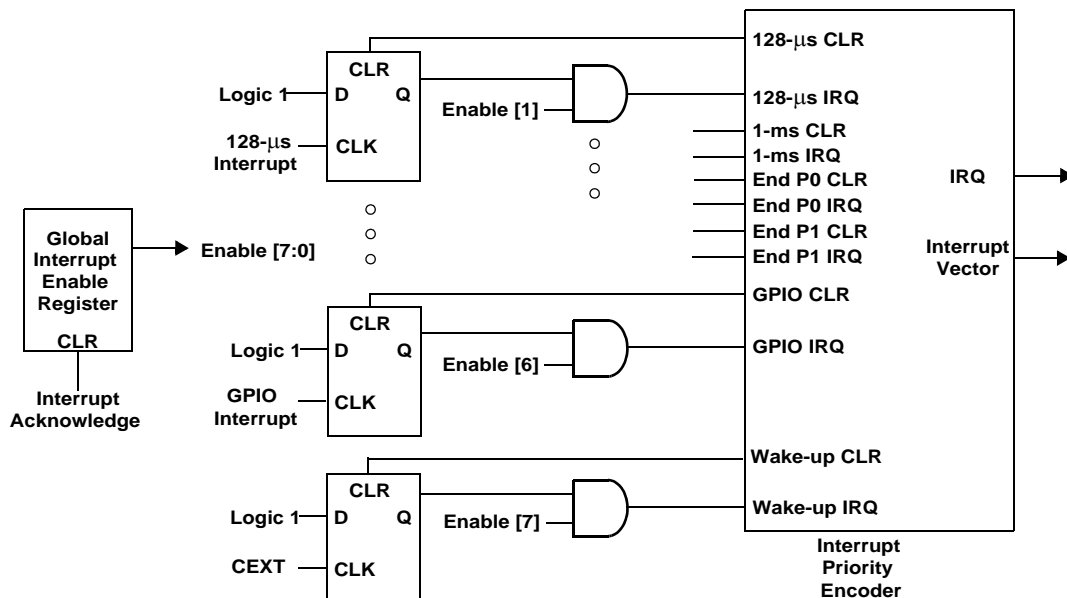 CLR
Logic 1
D
Q
128-μs
Interrupt
CLK
Enable [1]
128-μs CLR
128-μs IRQ
1-ms CLR
1-ms IRQ
End P0 CLR
End P0 IRQ
End P1 CLR
End P1 IRQ
GPIO CLR
GPIO IRQ
Wake-up CLR
Wake-up IRQ
IRQ
Interrupt
Vector
Global
Interrupt
Enable
Register
CLR
Interrupt
Acknowledge
Enable [7:0]
CLR
Logic 1
D
Q
GPIO
Interrupt
CLK
Enable [6]
CLR
Logic 1
D
Q
CEXT
CLK
Enable [7]
Interrupt
Priority
Encoder